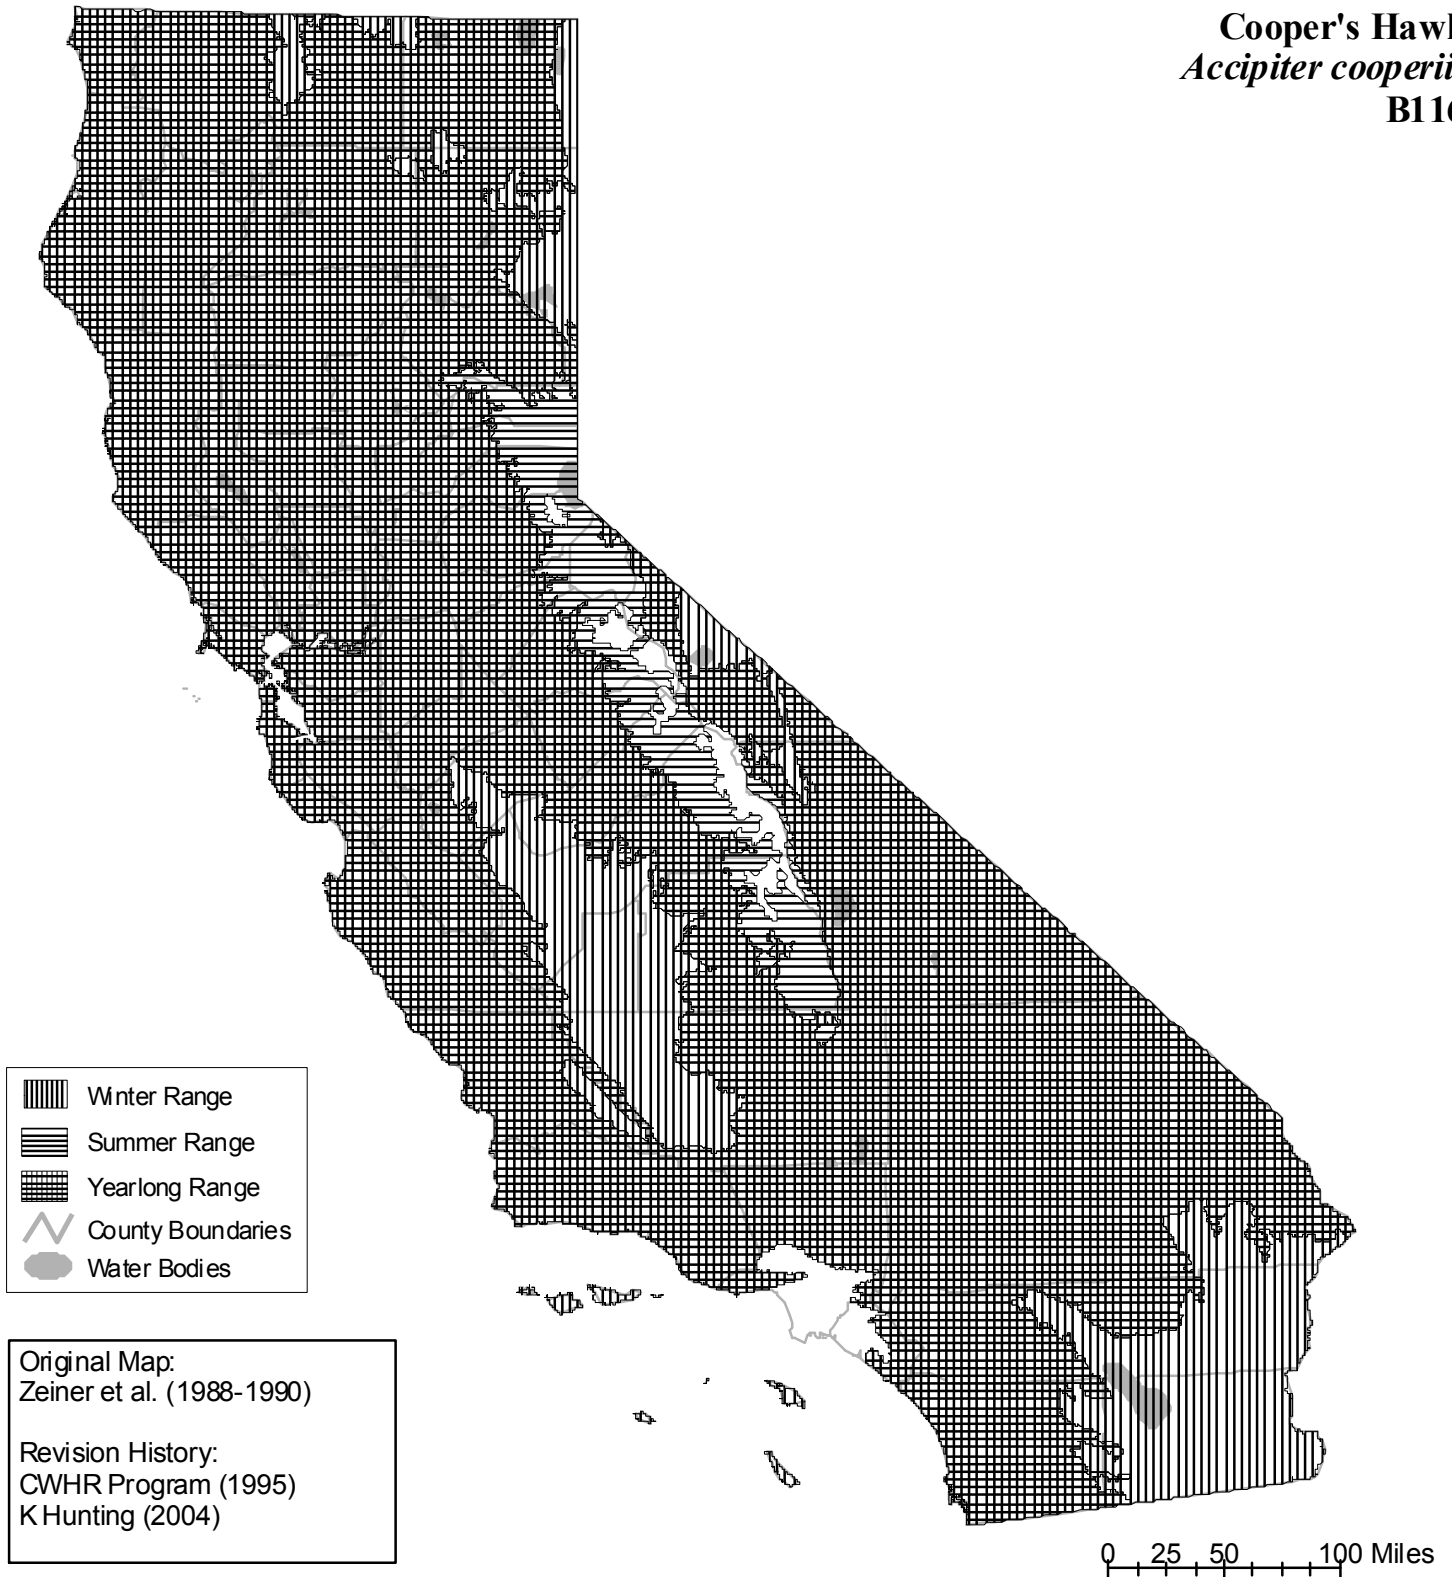 Cooper's Hawk
Accipiter cooperii
B116
Winter Range
Summer Range
Yearlong Range
County Boundaries
Water Bodies
Original Map:
Zeiner et al. (1988-1990)
Revision History:
CWHR Program (1995)
K Hunting (2004)
0 25 50 100 Miles